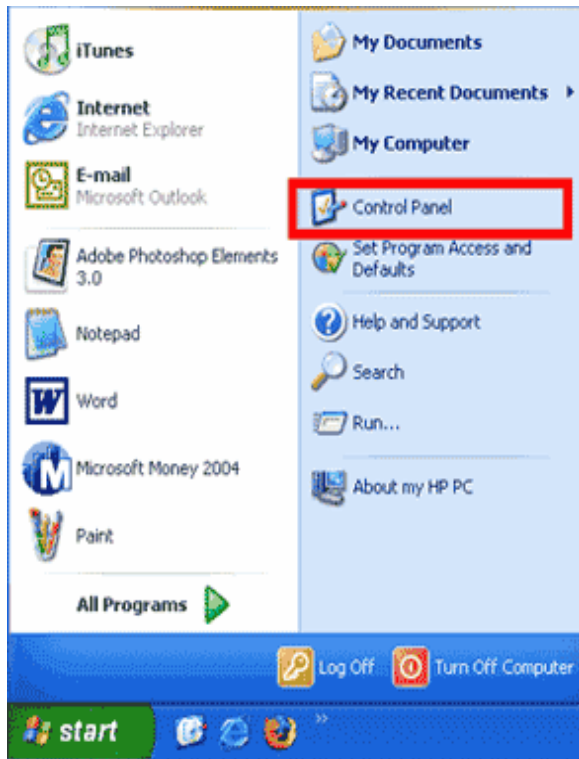 iTunes
Internet
Internet Explorer
E-mail
Microsoft Outlook
Adobe Photoshop Elements
3.0
Notepad
Word
Microsoft Money 2004
Paint
All Programs
My Documents
My Recent Documents
My Computer
Control Panel
Set Program Access and
Defaults
Help and Support
Search
Run...
About my HP PC
Log Off
Turn Off Computer
start